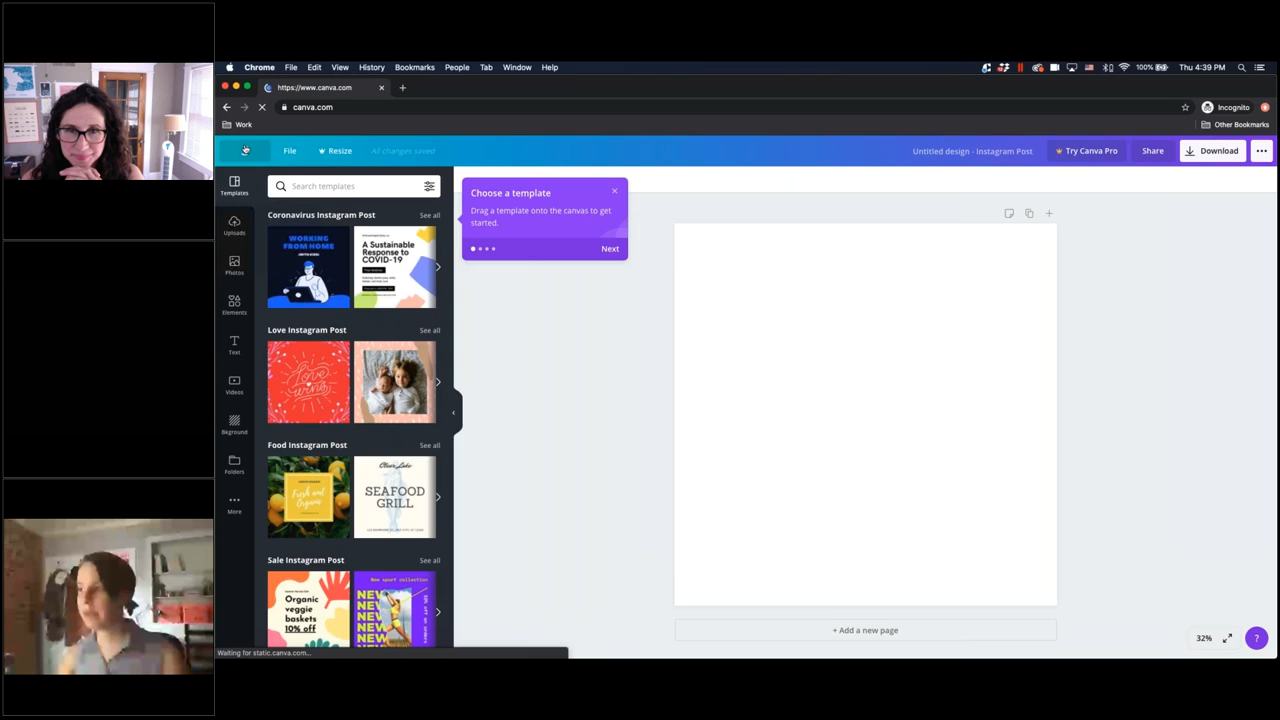 Chrome File Edit View History Bookmarks People Tab Window Help 100% Thu 4:39 PM
https://www.canva.com
canva.com Incognito
Work Other Bookmarks
File Resize All changes saved Untitled design - Instagram Post Try Canva Pro Share Download
Templates
Search templates
Choose a template
Drag a template onto the canvas to get
started.
Next
Coronavirus Instagram Post See all
Uploads
WORKING
FROM HOME
A Sustainable
Response to
COVID-19
Photos
Elements
Love Instagram Post See all
Text
Love
wins
Videos
Bkground
Food Instagram Post See all
Folders
Fresh and
Organic
SEAFOOD
GRILL
More
Sale Instagram Post See all
Organic
veggie
baskets
10% off
New sport collection
NEW
NEW
NEW
NEW
NEW
+ Add a new page
32% ?
Waiting for static.canva.com...